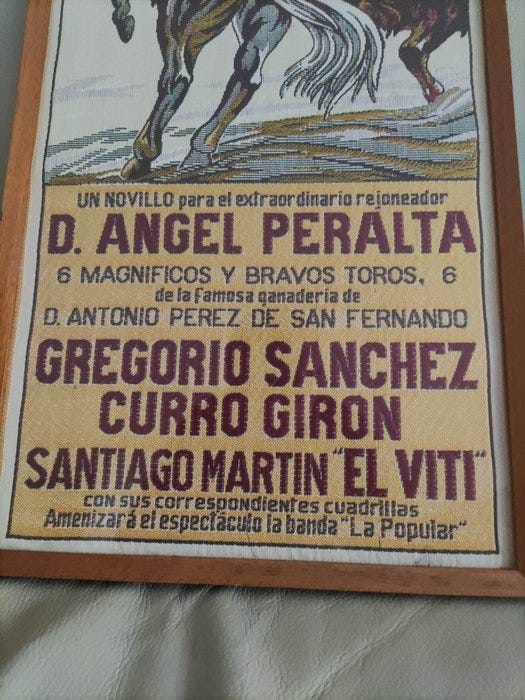 UN NOVILLO para el extraordinario rejoneador
D. ANGEL PERALTA
6 MAGNIFICOS Y BRAVOS TOROS, 6
de la famosa ganaderia de
D. ANTONIO PEREZ DE SAN FERNANDO
GREGORIO SANCHEZ
CURRO GIRON
SANTIAGO MARTIN "EL VITI"
con sus correspondientes cuadrillas
Amenizará el espectáculo la banda "La Popular"